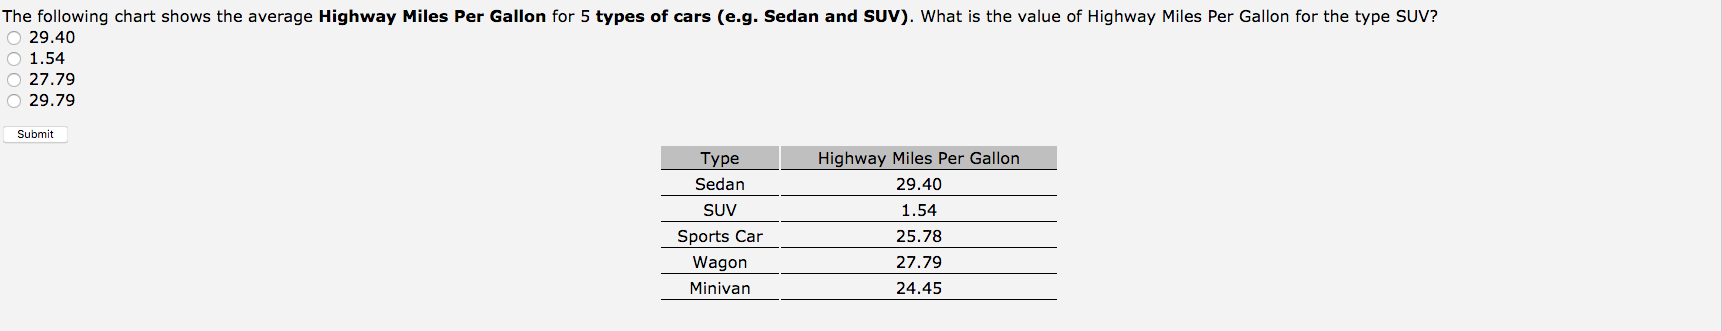 The following chart shows the average Highway Miles Per Gallon for 5 types of cars (e.g. Sedan and SUV). What is the value of Highway Miles Per Gallon for the type SUV?
29.40
1.54
27.79
29.79
Submit
Type Highway Miles Per Gallon
Sedan 29.40
SUV 1.54
Sports Car 25.78
Wagon 27.79
Minivan 24.45